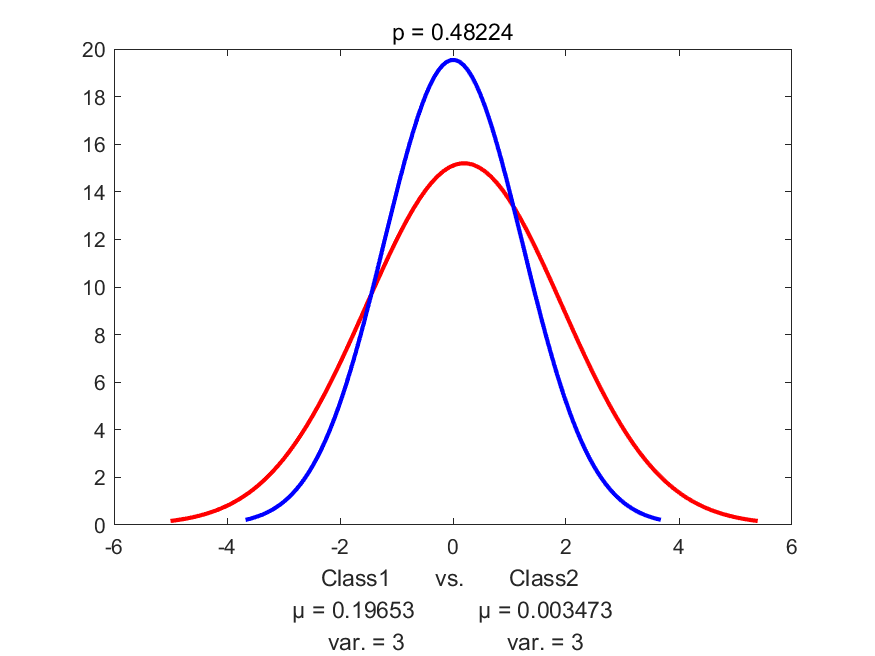 p = 0.48224
20
18
16
14
12
10
8
6
4
2
0
-6 -4 -2 0 2 4 6
Class1 vs. Class2
μ = 0.19653 μ = 0.003473
var. = 3 var. = 3